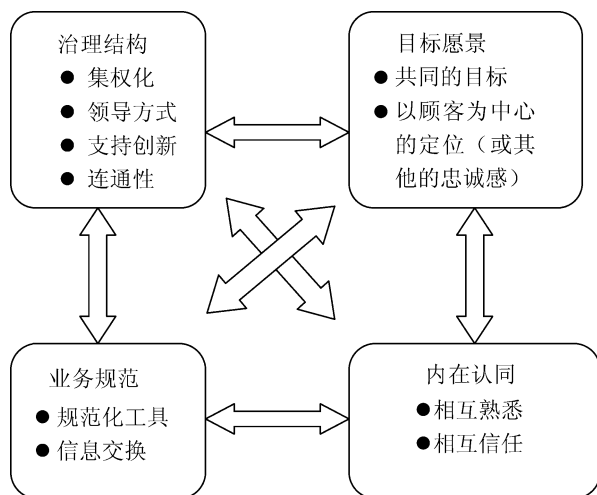 治理结构
● 集权化
● 领导方式
● 支持创新
● 连通性
目标愿景
● 共同的目标
● 以顾客为中心
的定位（或其
他的忠诚感）
业务规范
● 规范化工具
● 信息交换
内在认同
●相互熟悉
●相互信任